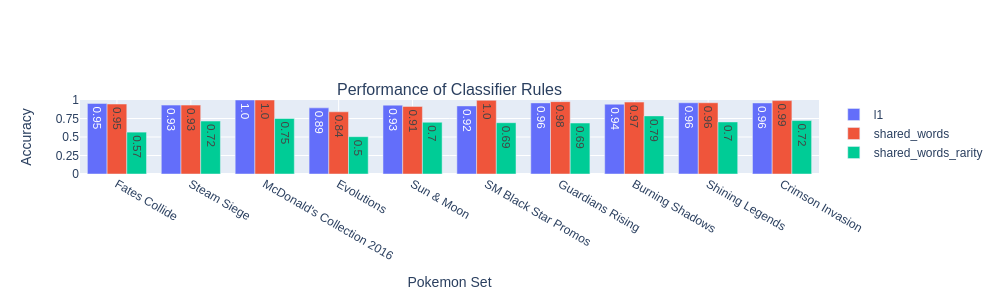 Performance of Classifier Rules
Accuracy
1
0.75
0.5
0.25
0
0.95 0.95 0.57
0.93 0.93 0.72
1.0 1.0 0.75
0.89 0.84 0.5
0.93 0.91 0.7
0.92 1.0 0.69
0.96 0.98 0.69
0.94 0.97 0.79
0.96 0.96 0.7
0.96 0.99 0.72
Fates Collide
Steam Siege
McDonald's Collection 2016
Evolutions
Sun & Moon
SM Black Star Promos
Guardians Rising
Burning Shadows
Shining Legends
Crimson Invasion
Pokemon Set
l1
shared_words
shared_words_rarity